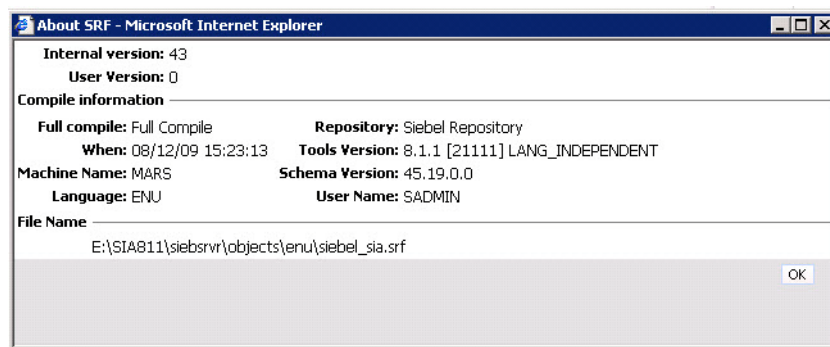 About SRF - Microsoft Internet Explorer
Internal version: 43
User Version: 0
Compile information
Full compile: Full Compile Repository: Siebel Repository
When: 08/12/09 15:23:13 Tools Version: 8.1.1 [21111] LANG_INDEPENDENT
Machine Name: MARS Schema Version: 45.19.0.0
Language: ENU User Name: SADMIN
File Name
E:\SIA811\siebsrvr\objects\enu\siebel_sia.srf
OK